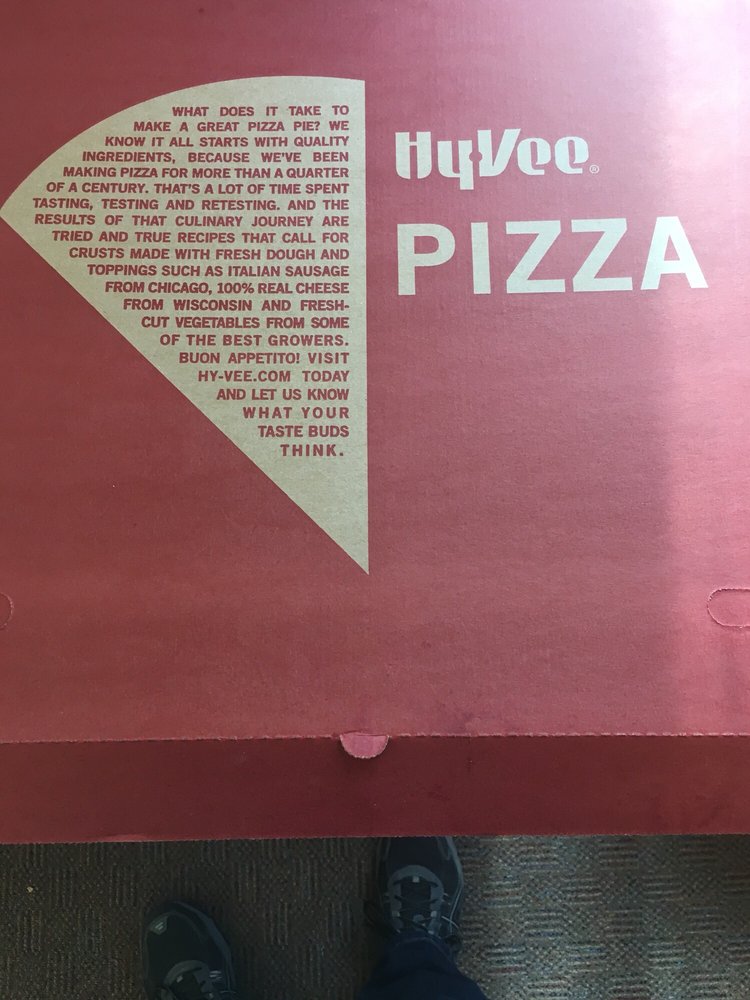 WHAT DOES IT TAKE TO
MAKE A GREAT PIZZA PIE? WE
KNOW IT ALL STARTS WITH QUALITY
INGREDIENTS, BECAUSE WE'VE BEEN
MAKING PIZZA FOR MORE THAN A QUARTER
OF A CENTURY. THAT'S A LOT OF TIME SPENT
TASTING, TESTING AND RETESTING. AND THE
RESULTS OF THAT CULINARY JOURNEY ARE
TRIED AND TRUE RECIPES THAT CALL FOR
CRUSTS MADE WITH FRESH DOUGH AND
TOPPINGS SUCH AS ITALIAN SAUSAGE
FROM CHICAGO, 100% REAL CHEESE
FROM WISCONSIN AND FRESH-
CUT VEGETABLES FROM SOME
OF THE BEST GROWERS.
BUON APPETITO! VISIT
HY-VEE.COM TODAY
AND LET US KNOW
WHAT YOUR
TASTE BUDS
THINK.
HyVee®
PIZZA